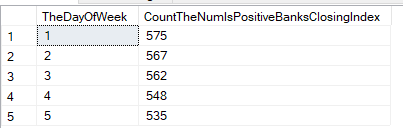 TheDayOfWeek CountTheNumIsPositiveBanksClosingIndex
1 1 575
2 2 567
3 3 562
4 4 548
5 5 535